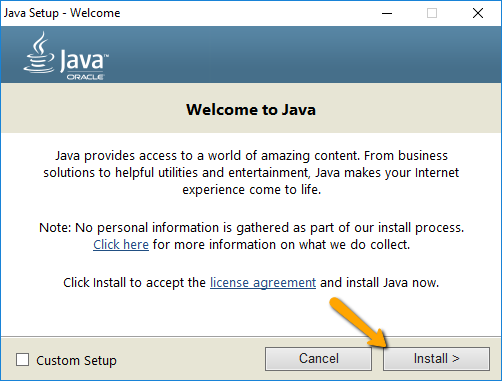 Java Setup - Welcome
Java™
ORACLE
Welcome to Java
Java provides access to a world of amazing content. From business
solutions to helpful utilities and entertainment, Java makes your Internet
experience come to life.
Note: No personal information is gathered as part of our install process.
Click here for more information on what we do collect.
Click Install to accept the license agreement and install Java now.
Custom Setup
Cancel
Install >